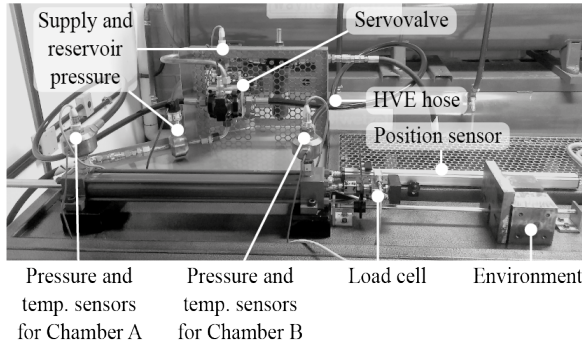 Supply and
reservoir
pressure
Servovalve
HVE hose
Position sensor
Pressure and
temp. sensors
for Chamber A
Pressure and
temp. sensors
for Chamber B
Load cell
Environment